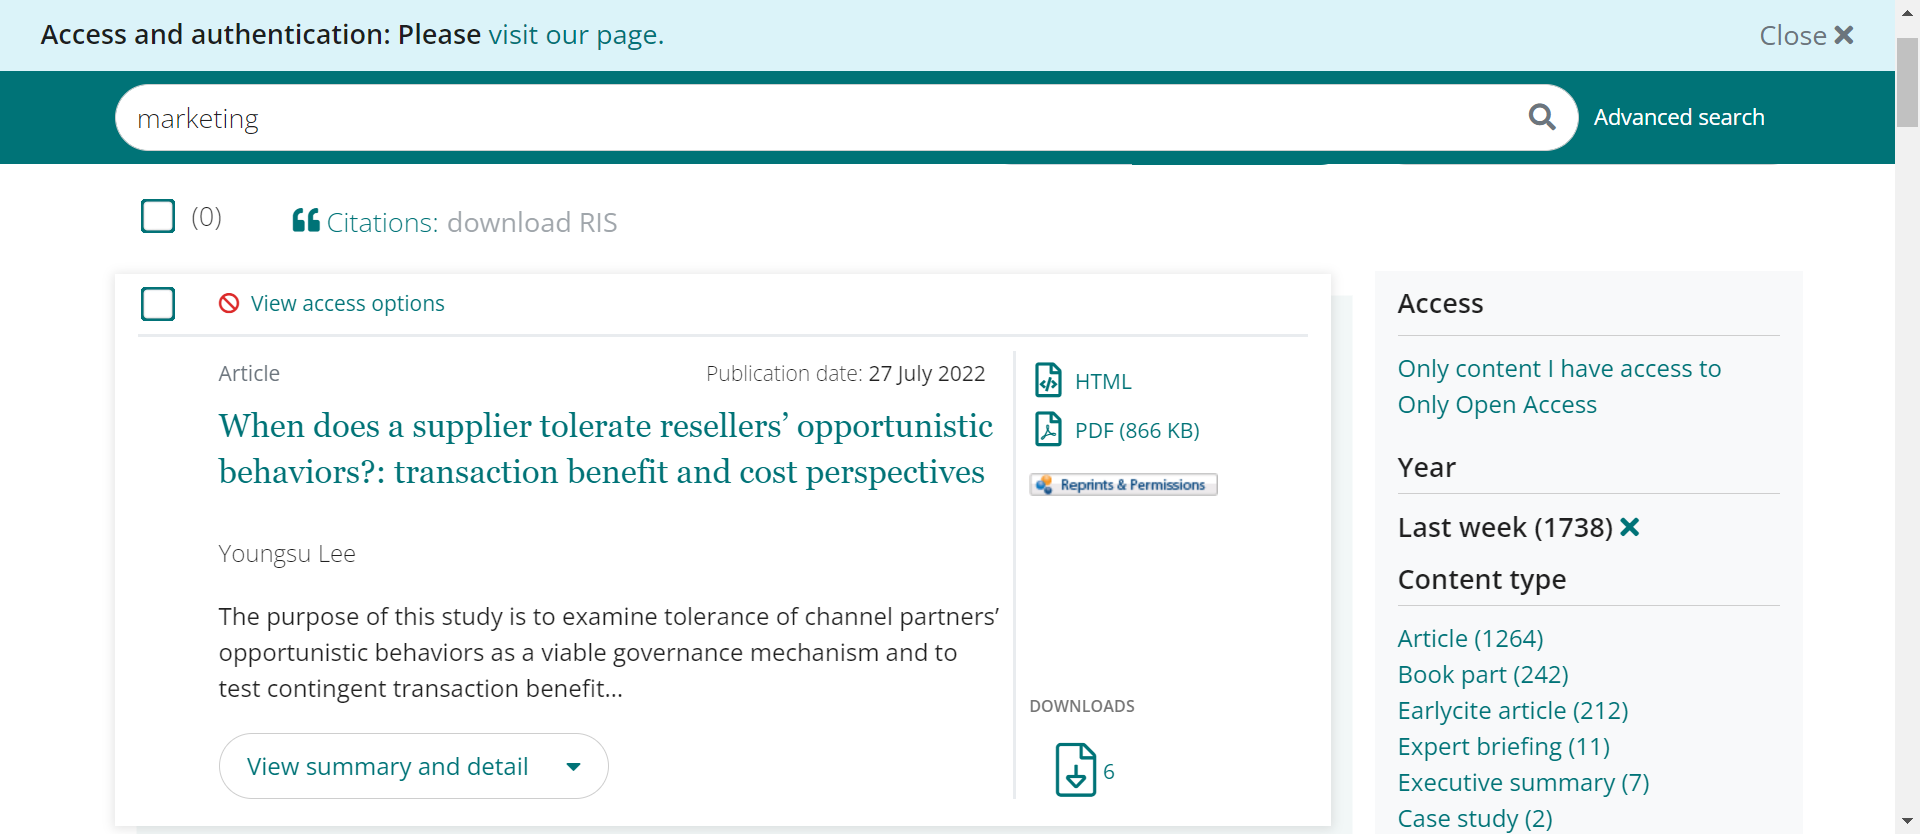 Access and authentication: Please visit our page.
Close
marketing
Advanced search
(0)
Citations: download RIS
View access options
Article
Publication date: 27 July 2022
When does a supplier tolerate resellers’ opportunistic
behaviors?: transaction benefit and cost perspectives
Youngsu Lee
The purpose of this study is to examine tolerance of channel partners’
opportunistic behaviors as a viable governance mechanism and to
test contingent transaction benefit…
View summary and detail
HTML
PDF (866 KB)
Reprints & Permissions
DOWNLOADS
6
Access
Only content I have access to
Only Open Access
Year
Last week (1738)
Content type
Article (1264)
Book part (242)
Earlycite article (212)
Expert briefing (11)
Executive summary (7)
Case study (2)